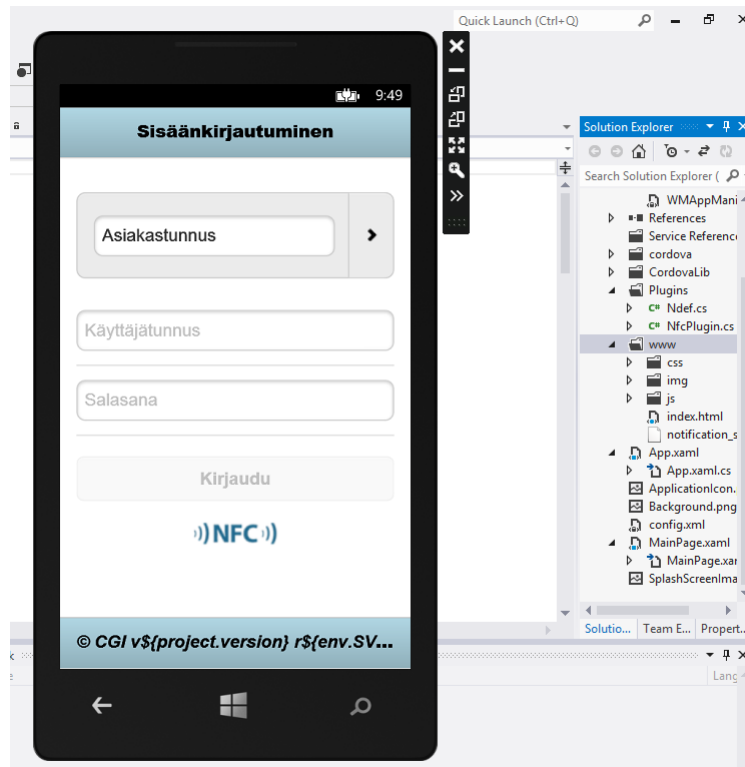 Quick Launch (Ctrl+Q)
9:49
Sisäänkirjautuminen
Asiakastunnus
Käyttäjätunnus
Salasana
Kirjaudu
NFC
© CGI v${project.version} r${env.SV...
Solution Explorer
Search Solution Explorer (
WMAppMani
References
Service Reference
cordova
CordovaLib
Plugins
C# Ndef.cs
C# NfcPlugin.cs
www
css
img
js
index.html
notification_s
App.xaml
App.xaml.cs
ApplicationIcon.
Background.png
config.xml
MainPage.xaml
MainPage.xar
SplashScreenIma
Solutio... Team E... Propert...
Lang